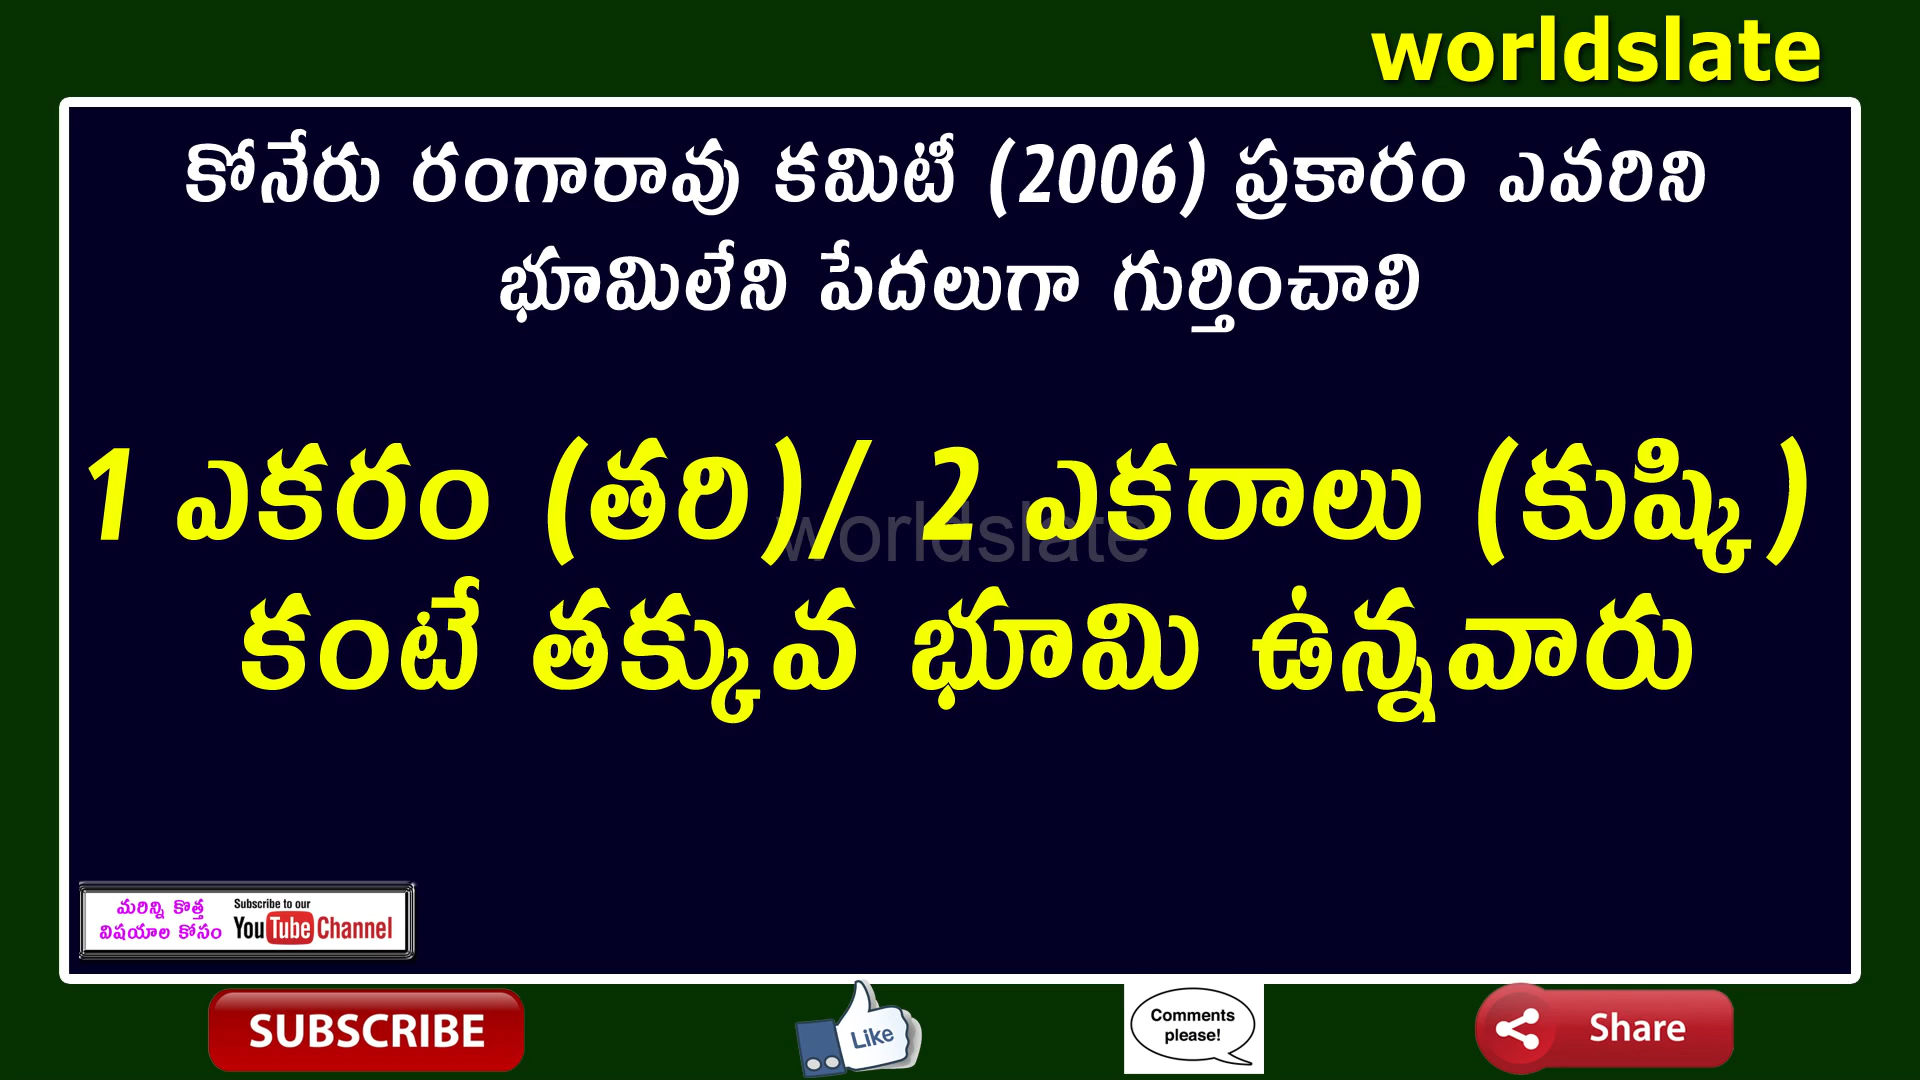 worldslate
కోనేరు రంగారావు కమిటీ (2006) ప్రకారం ఎవరిని
భూమిలేని పేదలుగా గుర్తించాలి
1 ఎకరం (తరి)/ 2 ఎకరాలు (కుష్కి)
worldslate
కంటే తక్కువ భూమి ఉన్నవారు
మరిన్ని కొత్త
విషయాల కోసం
Subscribe to our
YouTube Channel
SUBSCRIBE
Like
Comments
please!
Share